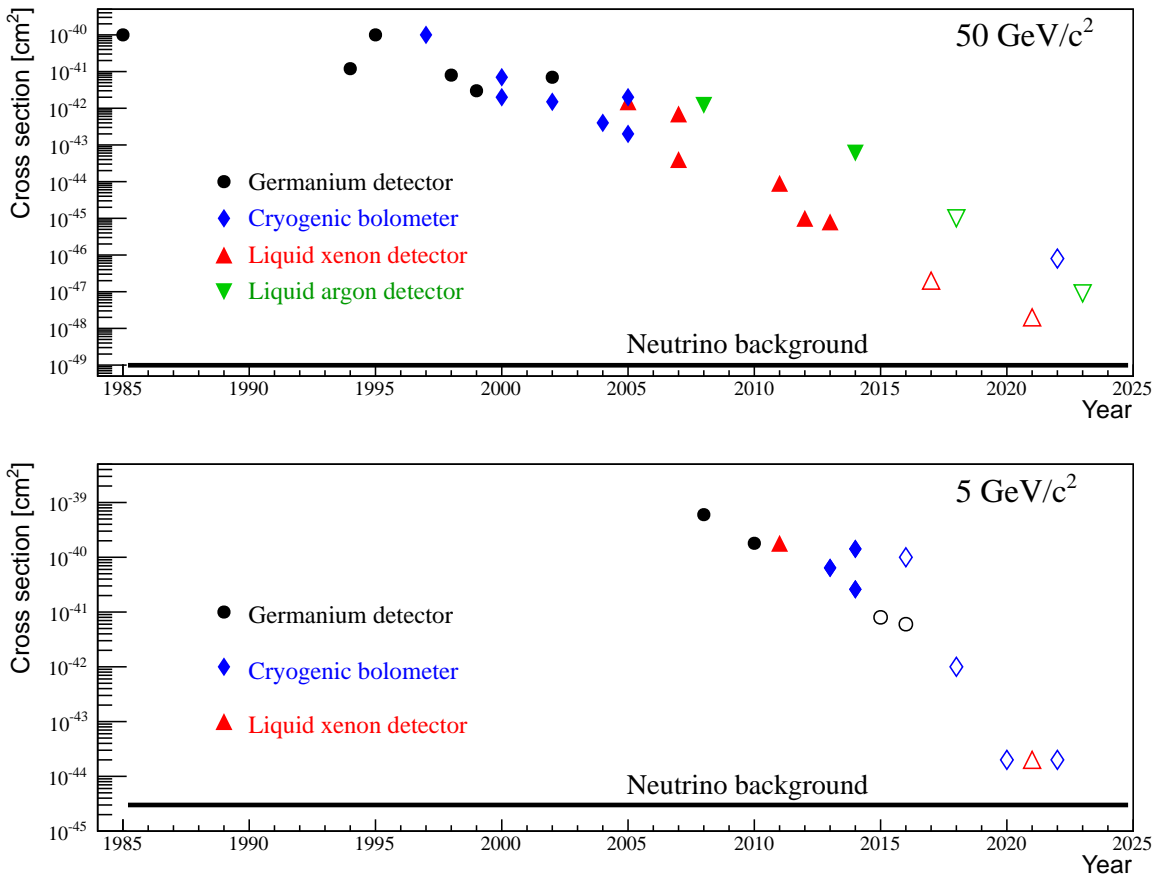 50 GeV/c²
Cross section [cm²]
10⁻⁴⁰
10⁻⁴¹
10⁻⁴²
10⁻⁴³
10⁻⁴⁴
10⁻⁴⁵
10⁻⁴⁶
10⁻⁴⁷
10⁻⁴⁸
10⁻⁴⁹
Germanium detector
Cryogenic bolometer
Liquid xenon detector
Liquid argon detector
Neutrino background
1985 1990 1995 2000 2005 2010 2015 2020 2025
Year
5 GeV/c²
Cross section [cm²]
10⁻³⁹
10⁻⁴⁰
10⁻⁴¹
10⁻⁴²
10⁻⁴³
10⁻⁴⁴
10⁻⁴⁵
Germanium detector
Cryogenic bolometer
Liquid xenon detector
Neutrino background
1985 1990 1995 2000 2005 2010 2015 2020 2025
Year